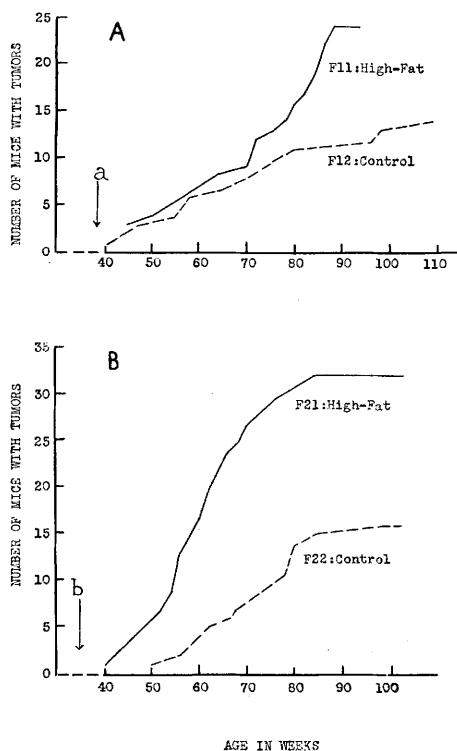 A
NUMBER OF MICE WITH TUMORS
25
20
15
10
5
0
F11:High-Fat
F12:Control
a
40 50 60 70 80 90 100 110
B
NUMBER OF MICE WITH TUMORS
35
30
25
20
15
10
5
0
F21:High-Fat
F22:Control
b
40 50 60 70 80 90 100
AGE IN WEEKS